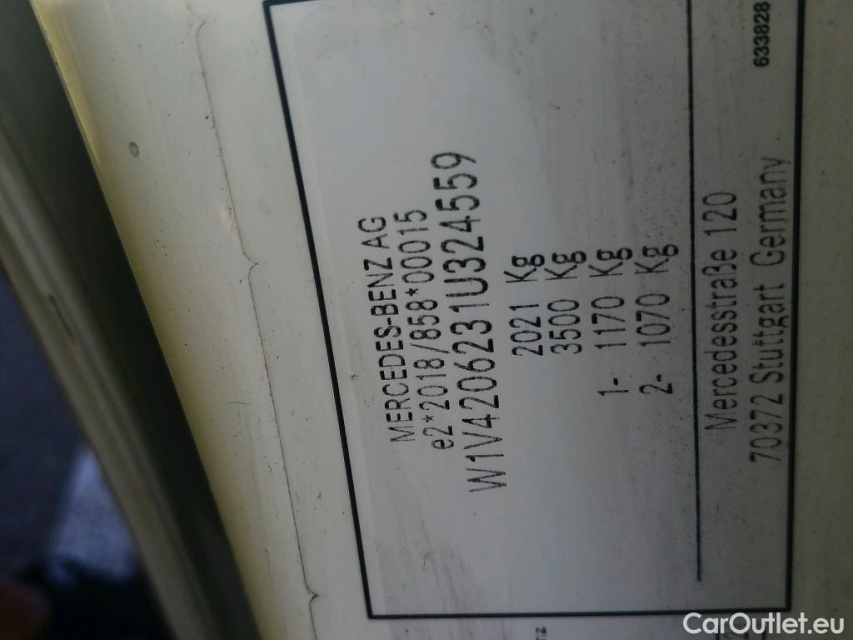 MERCEDES-BENZ AG
e2*2018/858*00015
W1V4206231U324559
2021 Kg
3500 Kg
1- 1170 Kg
2- 1070 Kg
Mercedesstraße 120
70372 Stuttgart Germany
633828
CarOutlet.eu